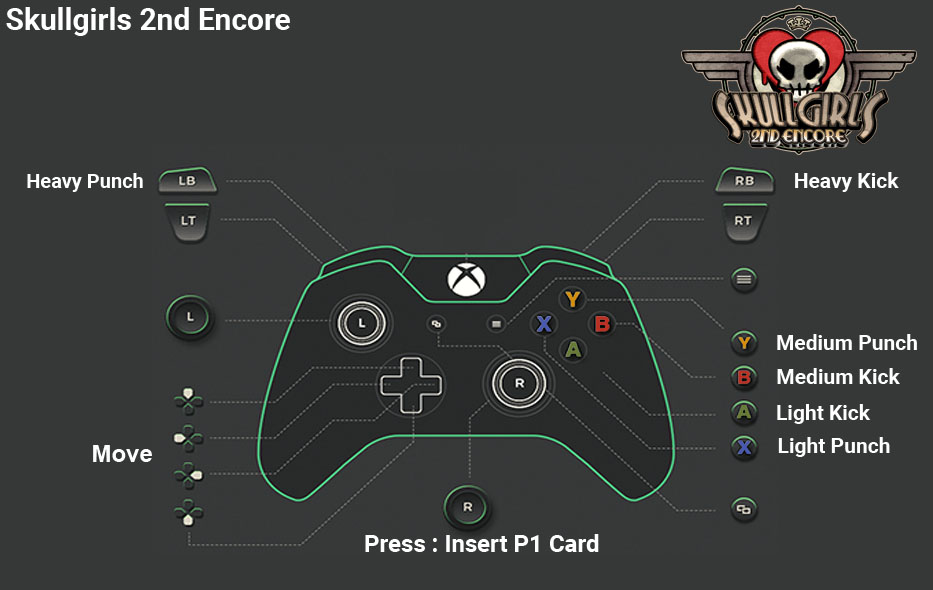 Skullgirls 2nd Encore
SKULLGIRLS
2ND ENCORE
Heavy Punch
LB
RB
Heavy Kick
LT
RT
L
L
Y
X
B
A
Y
Medium Punch
R
B
Medium Kick
A
Light Kick
Move
X
Light Punch
R
Press : Insert P1 Card